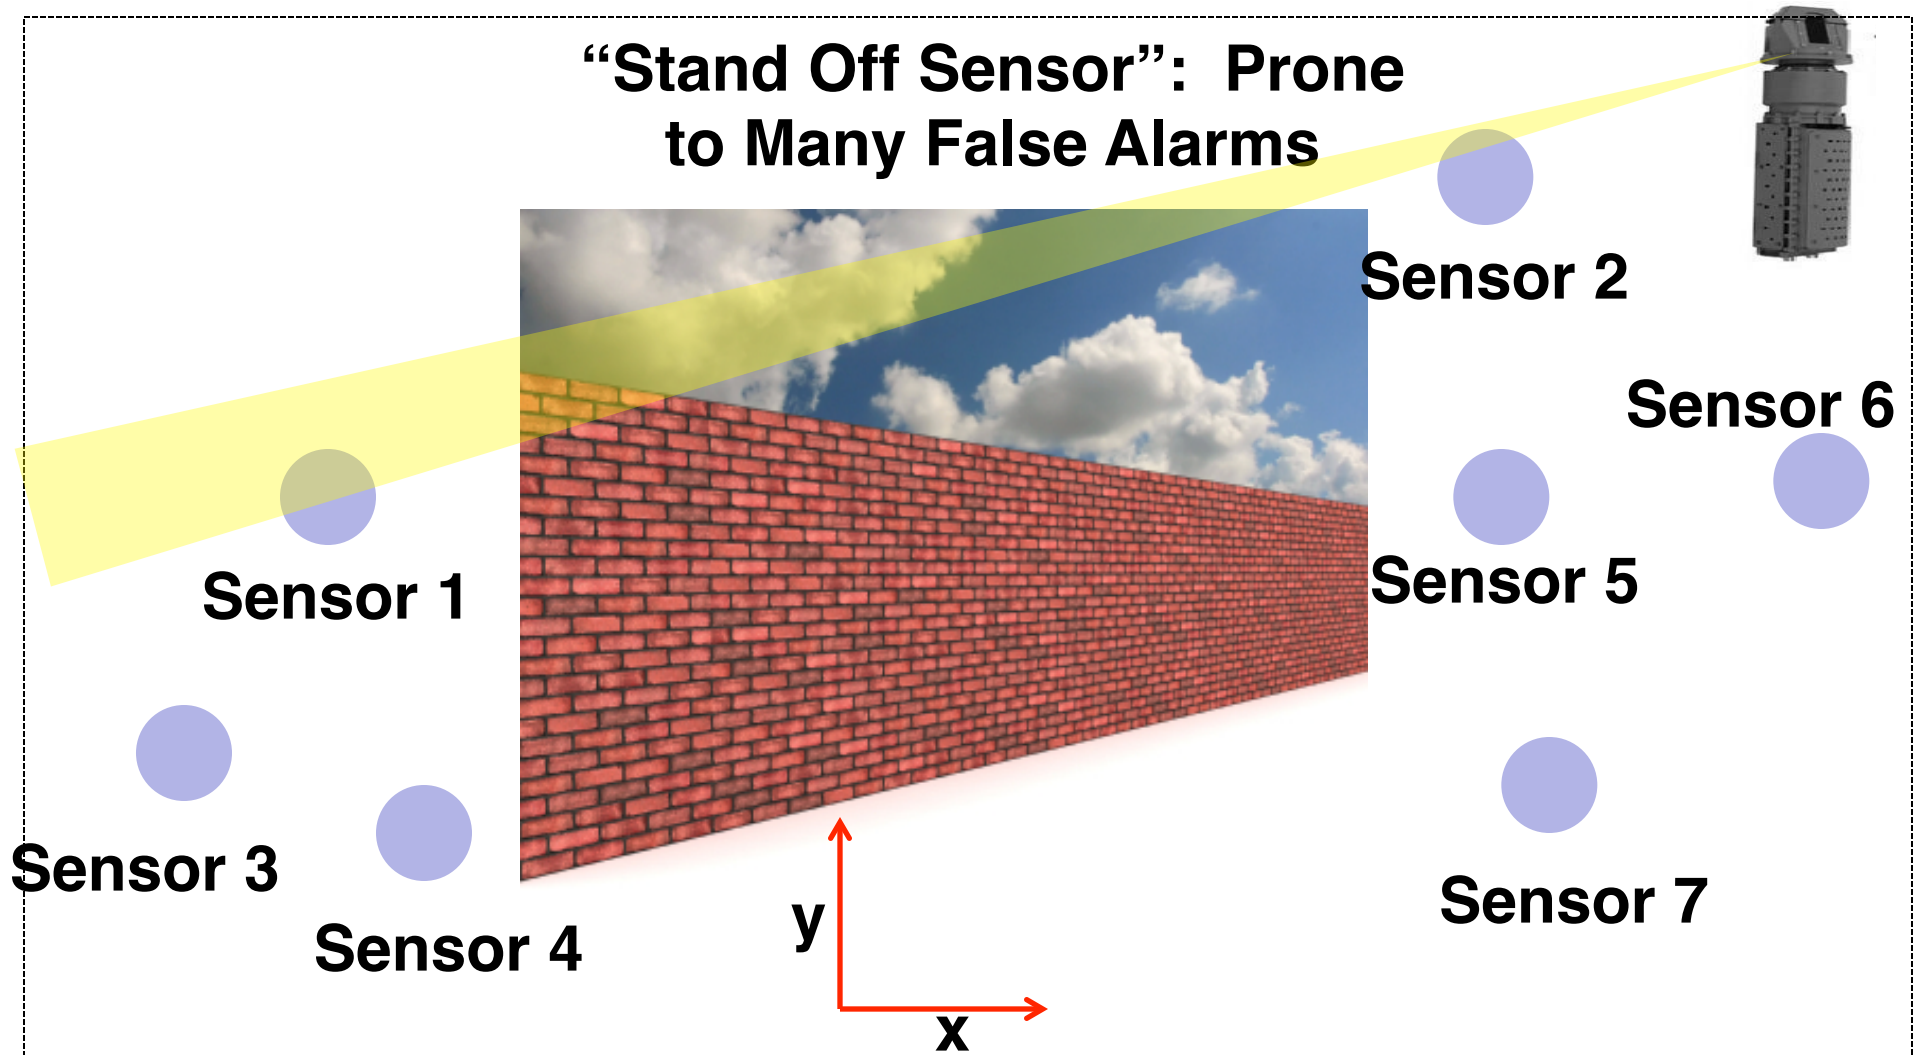 “Stand Off Sensor”: Prone
to Many False Alarms
Sensor 2
Sensor 6
Sensor 5
Sensor 1
Sensor 3
Sensor 7
Sensor 4
y
x